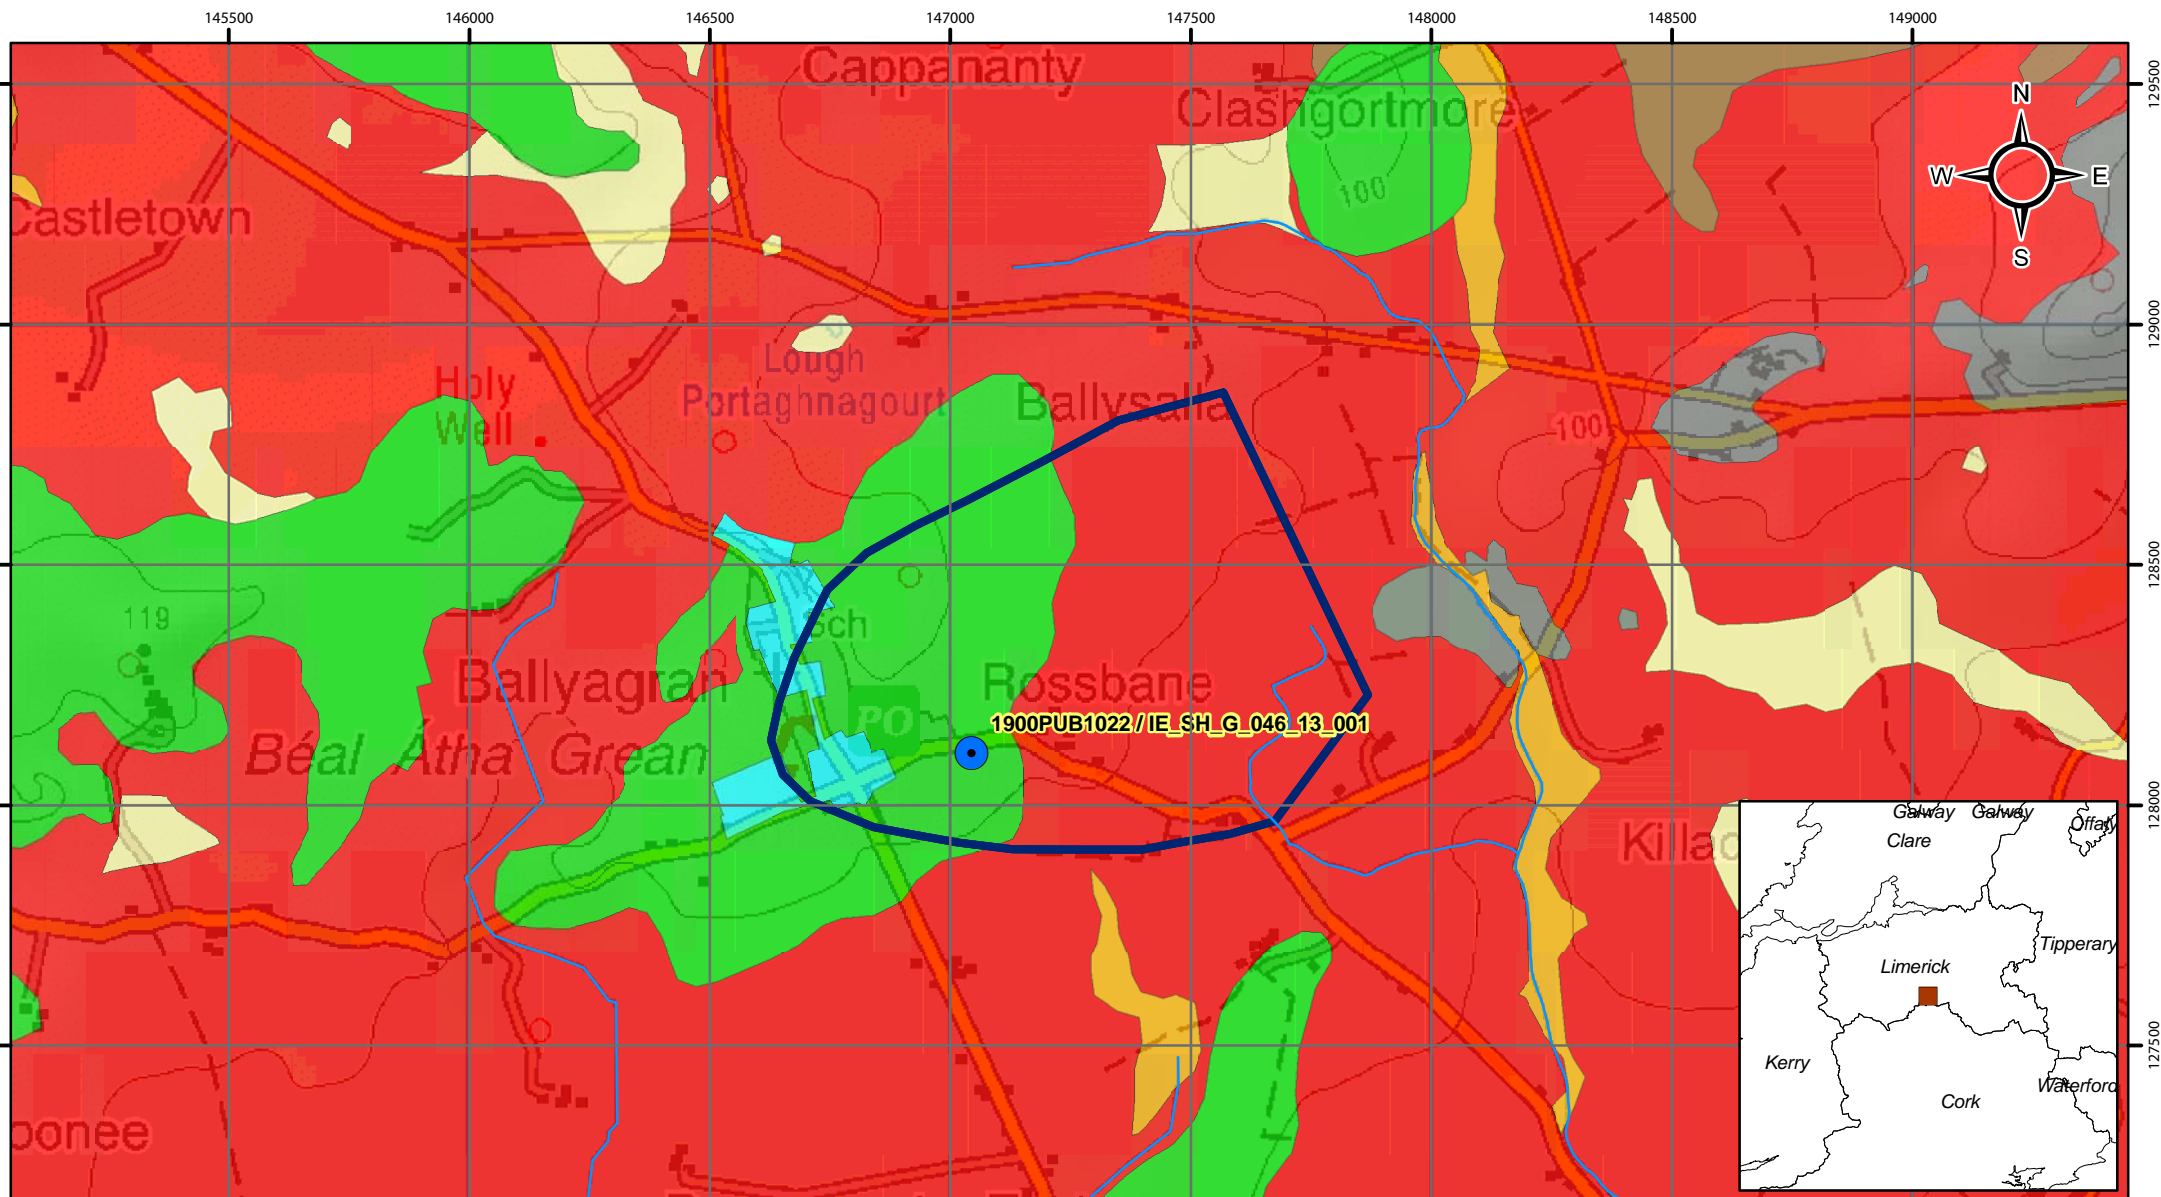 145500 146000 146500 147000 147500 148000 148500 149000
Cappananty
129500
N
Clashgortmore
W E
100
Castletown
S
129000
Lough
Holy
Portaghnagourt
Ballysalla
Well
100
128500
119
Sch
Ballyagran
Rossbane
PO
1900PUB1022 / IE_SH_G_046_13_001
Béal Átha Grean
128000
Galway Galway
Offaly
Clare
Killac
Tipperary
Limerick
127500
Kerry
Waterford
Cork
oonee